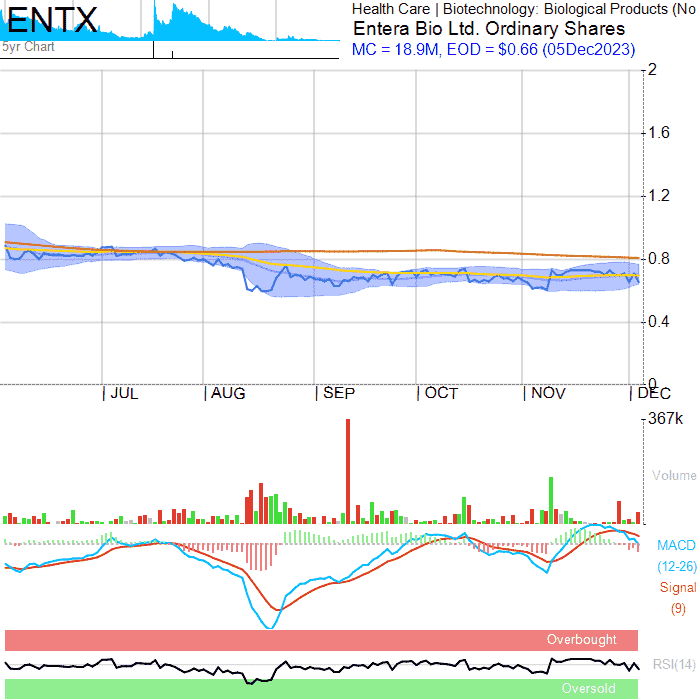 ENTX
5yr Chart
Health Care | Biotechnology: Biological Products (No
Entera Bio Ltd. Ordinary Shares
MC = 18.9M, EOD = $0.66 (05Dec2023)
2
1.6
1.2
0.8
0.4
0
JUL AUG SEP OCT NOV DEC
367k
Volume
MACD
(12-26)
Signal
(9)
Overbought
RSI(14)
Oversold